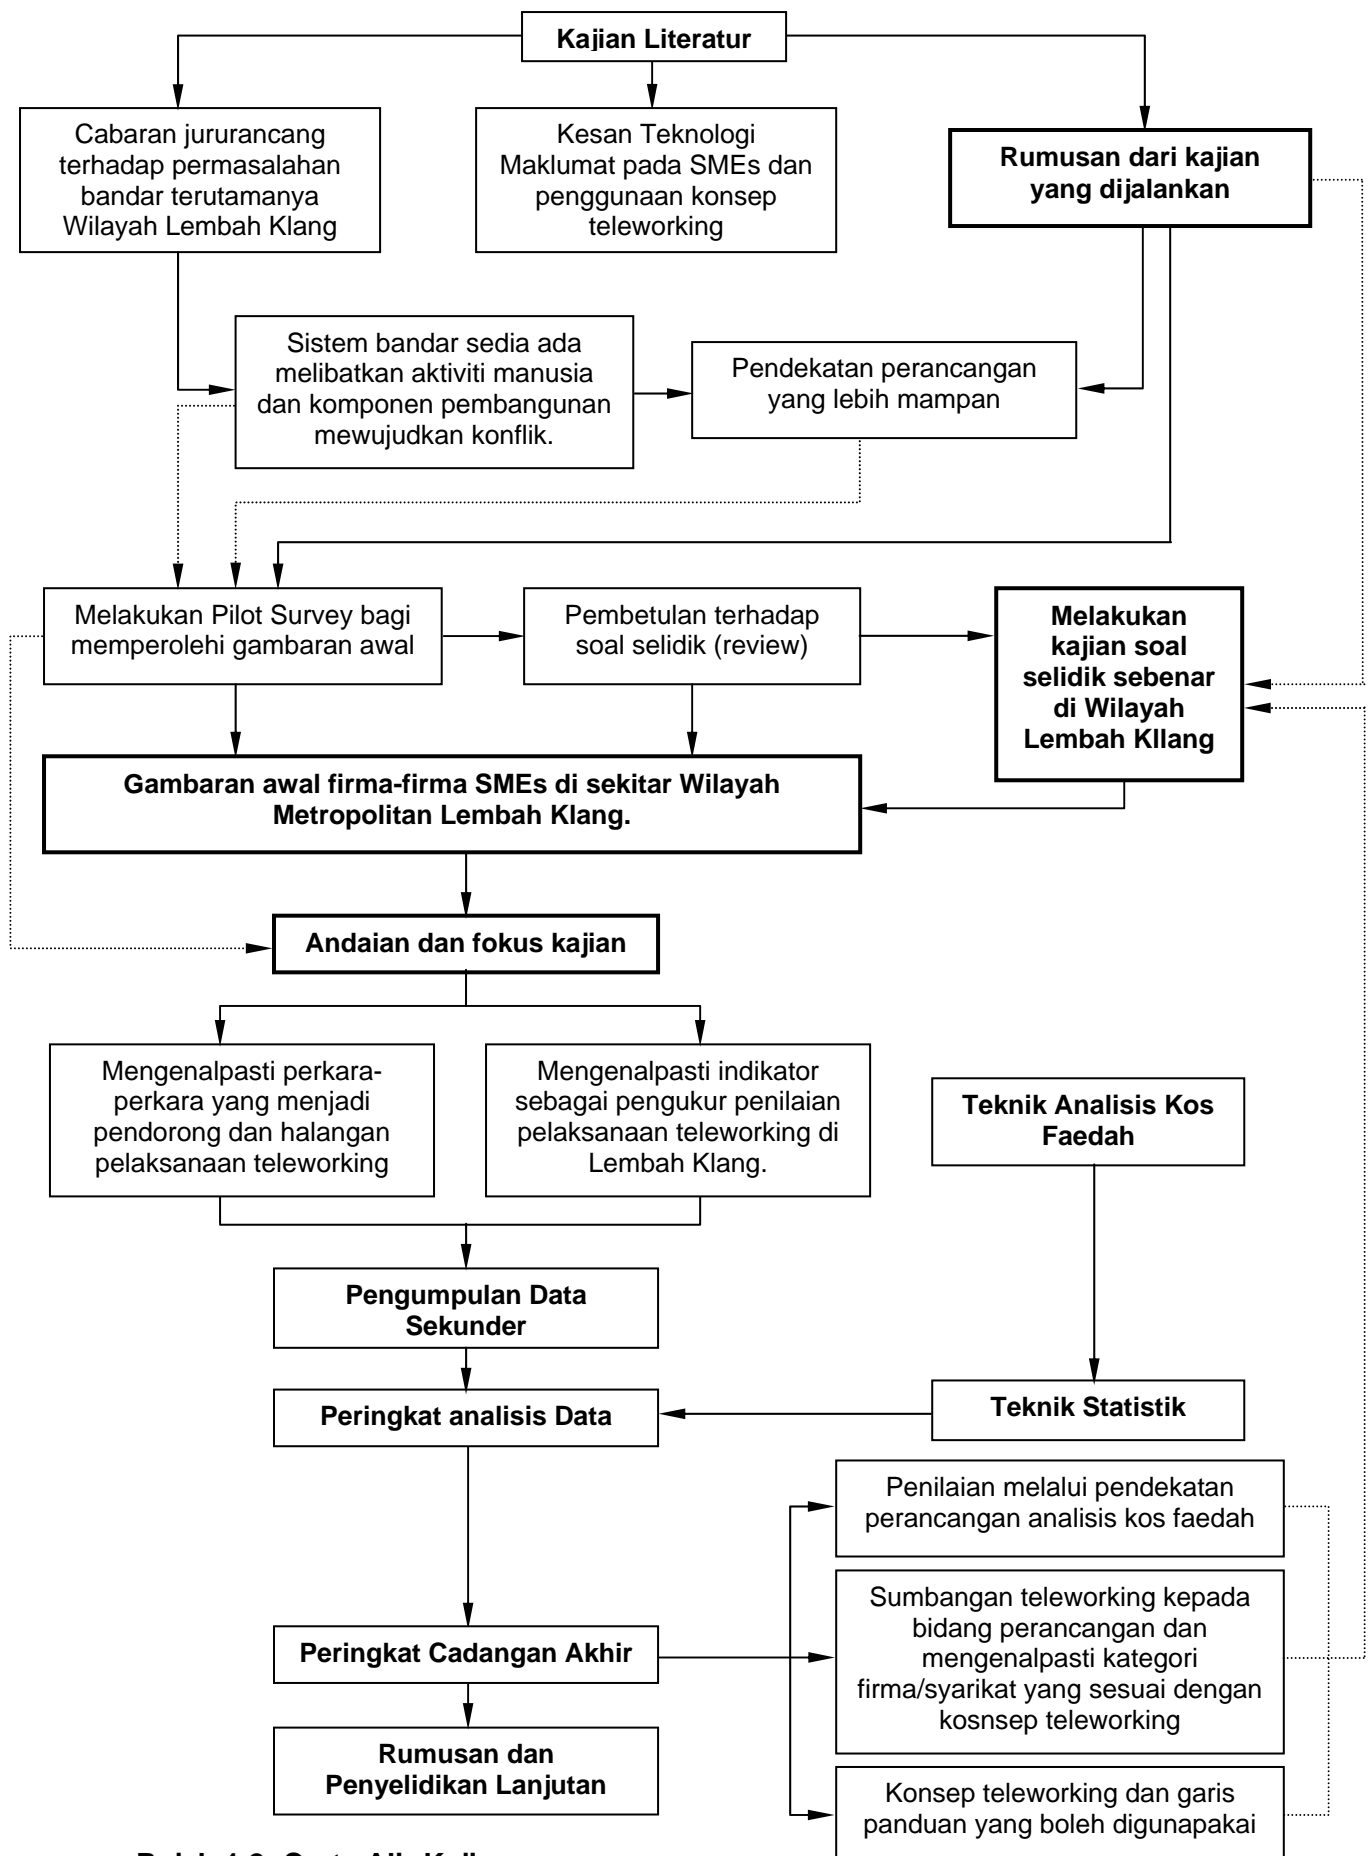 Kajian Literatur
Cabaran jururancang
terhadap permasalahan
bandar terutamanya
Wilayah Lembah Klang
Kesan Teknologi
Maklumat pada SMEs dan
penggunaan konsep
teleworking
Rumusan dari kajian
yang dijalankan
Sistem bandar sedia ada
melibatkan aktiviti manusia
dan komponen pembangunan
mewujudkan konflik.
Pendekatan perancangan
yang lebih mampan
Melakukan Pilot Survey bagi
memperolehi gambaran awal
Pembetulan terhadap
soal selidik (review)
Melakukan
kajian soal
selidik sebenar
di Wilayah
Lembah Kllang
Gambaran awal firma-firma SMEs di sekitar Wilayah
Metropolitan Lembah Klang.
Andaian dan fokus kajian
Mengenalpasti perkara-
perkara yang menjadi
pendorong dan halangan
pelaksanaan teleworking
Mengenalpasti indikator
sebagai pengukur penilaian
pelaksanaan teleworking di
Lembah Klang.
Teknik Analisis Kos
Faedah
Pengumpulan Data
Sekunder
Peringkat analisis Data
Teknik Statistik
Penilaian melalui pendekatan
perancangan analisis kos faedah
Sumbangan teleworking kepada
bidang perancangan dan
mengenalpasti kategori
firma/syarikat yang sesuai dengan
kosnsep teleworking
Peringkat Cadangan Akhir
Rumusan dan
Penyelidikan Lanjutan
Konsep teleworking dan garis
panduan yang boleh digunapakai